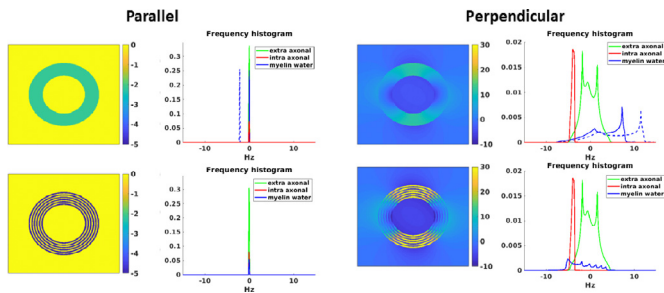 Parallel
Perpendicular
0
-1
-2
-3
-4
-5
Frequency histogram
extra axonal
intra axonal
myelin water
0.3
0.25
0.2
0.15
0.1
0.05
0
-10 0 10
Hz
30
20
10
0
-10
Frequency histogram
extra axonal
intra axonal
myelin water
0.02
0.015
0.01
0.005
0
-10 0 10
Hz
0
-1
-2
-3
-4
-5
Frequency histogram
extra axonal
intra axonal
myelin water
0.3
0.25
0.2
0.15
0.1
0.05
0
-10 0 10
Hz
30
20
10
0
-10
Frequency histogram
extra axonal
intra axonal
myelin water
0.02
0.015
0.01
0.005
0
-10 0 10
Hz